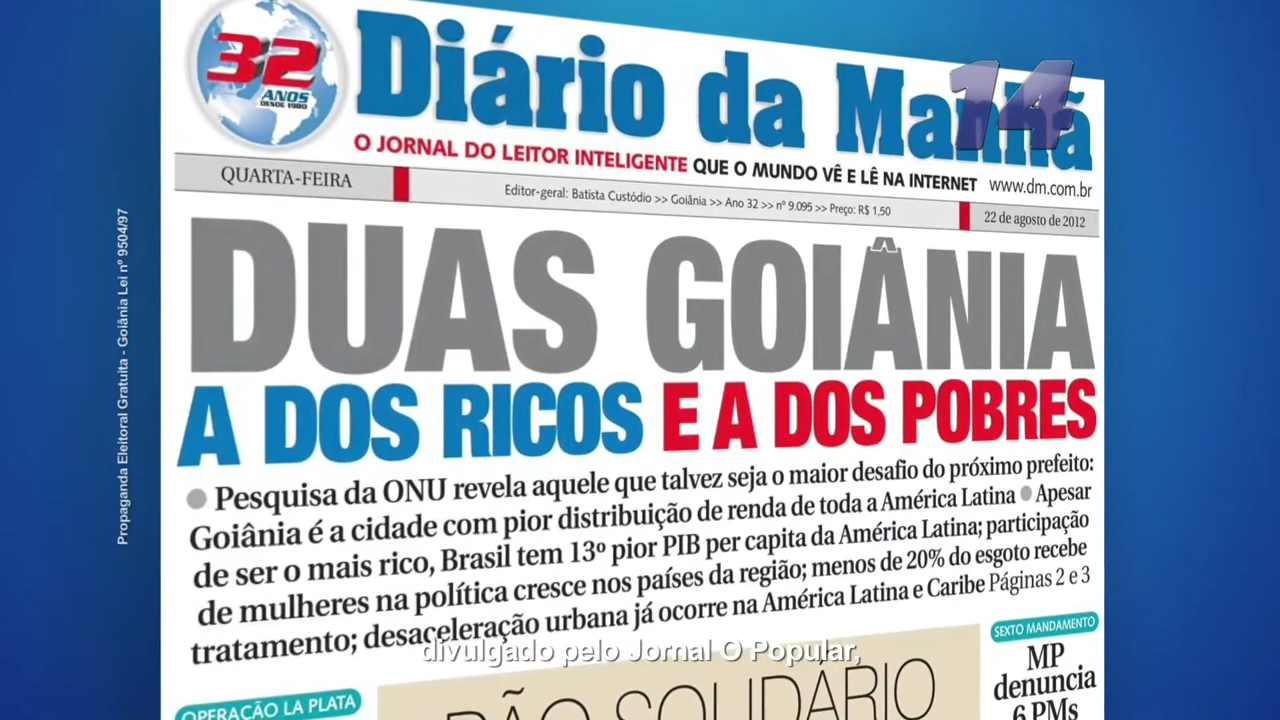 32
ANOS
DESDE 1980
Diário da Manhã
14
O JORNAL DO LEITOR INTELIGENTE QUE O MUNDO VÊ E LÊ NA INTERNET www.dm.com.br
QUARTA-FEIRA
Editor-geral: Batista Custódio >> Goiânia >> Ano 32 >> nº 9.095 >> Preço: R$ 1,50
22 de agosto de 2012
DUAS GOIÂNIA
A DOS RICOS E A DOS POBRES
Pesquisa da ONU revela aquele que talvez seja o maior desafio do próximo prefeito:
Goiânia é a cidade com pior distribuição de renda de toda a América Latina ● Apesar
de ser o mais rico, Brasil tem 13º pior PIB per capita da América Latina; participação
de mulheres na política cresce nos países da região; menos de 20% do esgoto recebe
tratamento; desaceleração urbana já ocorre na América Latina e Caribe Páginas 2 e 3
divulgado pelo Jornal O Popular,
OPERAÇÃO LA PLATA
SOLIDÁRIO
SEXTO MANDAMENTO
MP
denuncia
6 PMs
Propaganda Eleitoral Gratuita - Goiânia Lei nº 9504/97